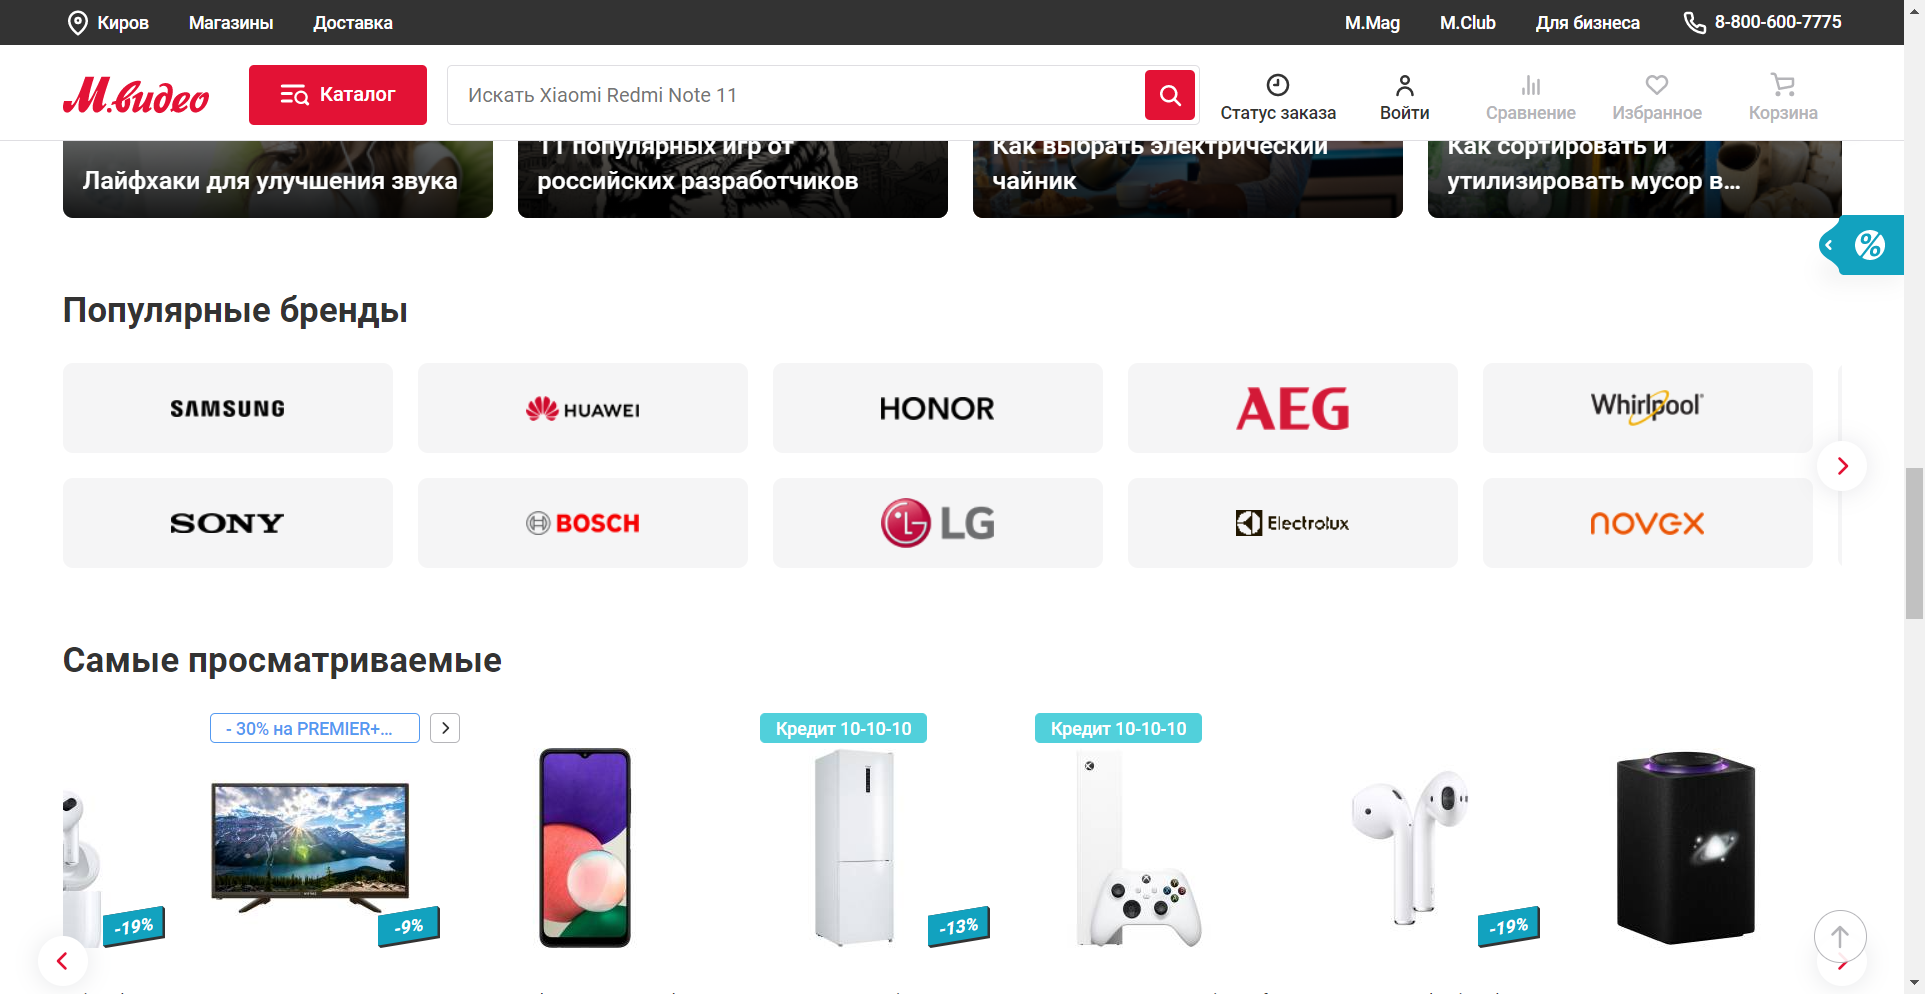 Киров Магазины Доставка M.Mag M.Club Для бизнеса 8-800-600-7775
М.видео Каталог Искать Xiaomi Redmi Note 11 Статус заказа Войти Сравнение Избранное Корзина
Лайфхаки для улучшения звука
11 популярных игр от
российских разработчиков
Как выбрать электрический
чайник
Как сортировать и
утилизировать мусор в...
%
Популярные бренды
SAMSUNG HUAWEI HONOR AEG Whirlpool
SONY BOSCH LG Electrolux novex
Самые просматриваемые
- 30% на PREMIER+... Кредит 10-10-10 Кредит 10-10-10
-19% -9% -13% -19%